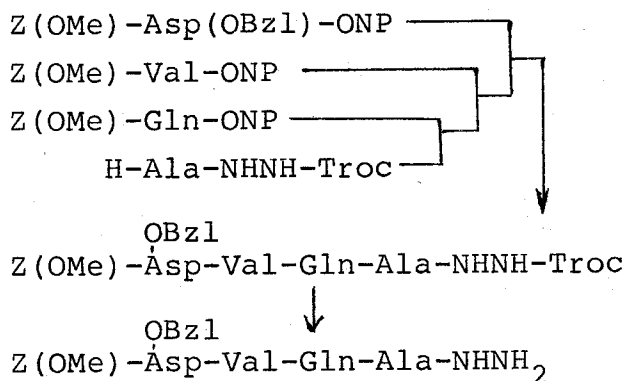 Z(OMe)-Asp(OBzl)-ONP
Z(OMe)-Val-ONP
Z(OMe)-Gln-ONP
H-Ala-NHNH-Troc
OBzl
Z(OMe)-Asp-Val-Gln-Ala-NHNH-Troc
OBzl
Z(OMe)-Asp-Val-Gln-Ala-NHNH₂